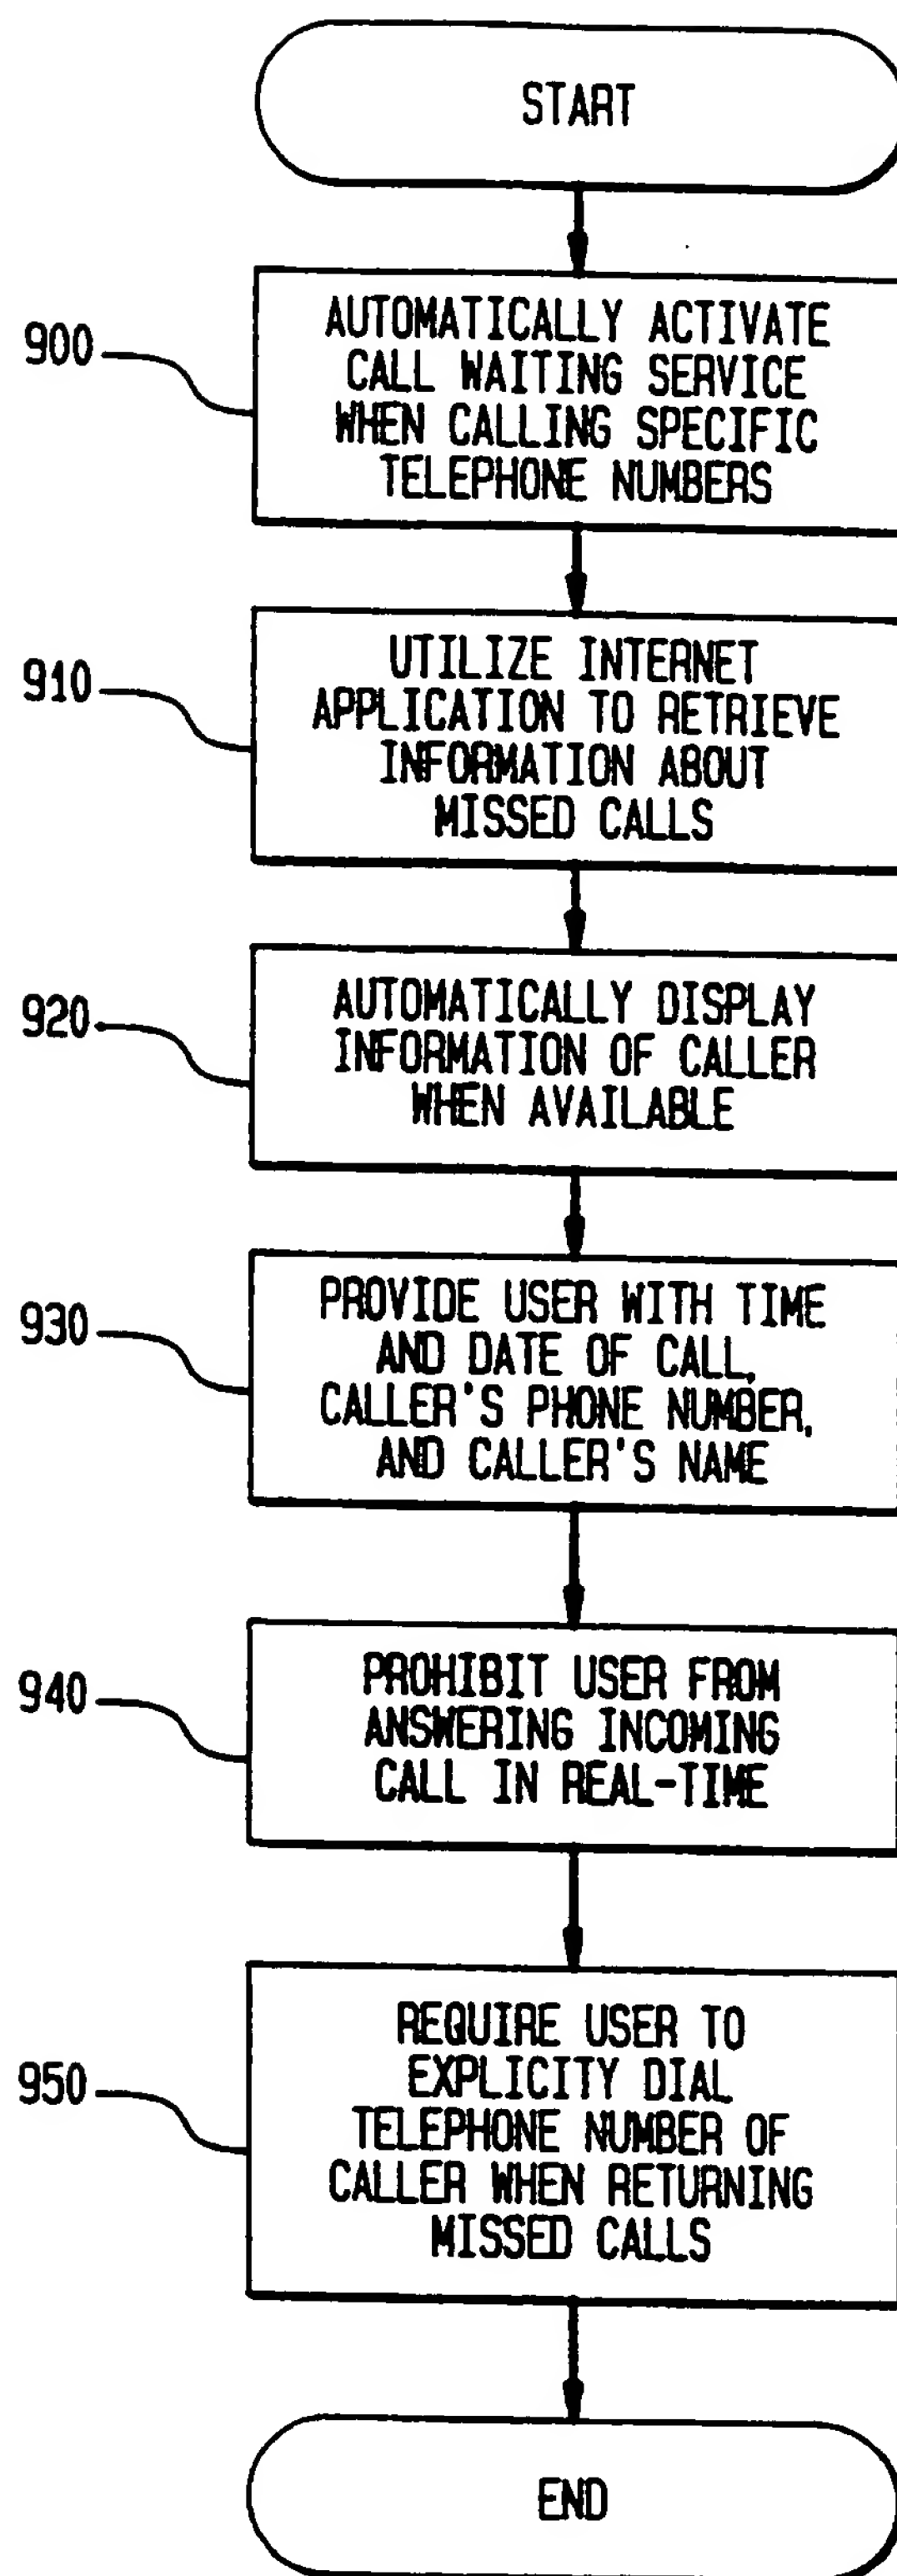 START
900
AUTOMATICALLY ACTIVATE
CALL WAITING SERVICE
WHEN CALLING SPECIFIC
TELEPHONE NUMBERS
910
UTILIZE INTERNET
APPLICATION TO RETRIEVE
INFORMATION ABOUT
MISSED CALLS
920
AUTOMATICALLY DISPLAY
INFORMATION OF CALLER
WHEN AVAILABLE
930
PROVIDE USER WITH TIME
AND DATE OF CALL,
CALLER'S PHONE NUMBER,
AND CALLER'S NAME
940
PROHIBIT USER FROM
ANSWERING INCOMING
CALL IN REAL-TIME
950
REQUIRE USER TO
EXPLICITY DIAL
TELEPHONE NUMBER OF
CALLER WHEN RETURNING
MISSED CALLS
END